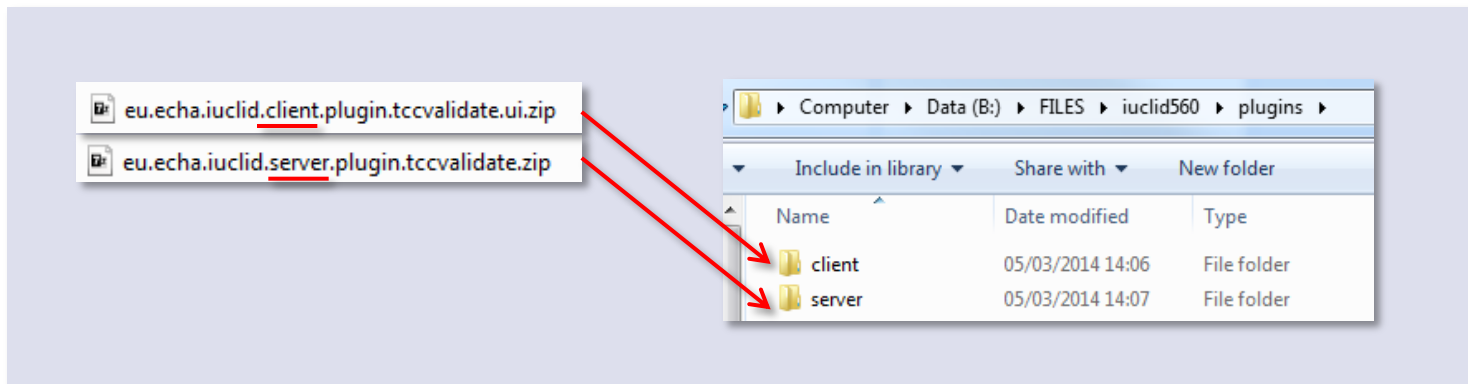 eu.echa.iuclid.client.plugin.tccvalidate.ui.zip
eu.echa.iuclid.server.plugin.tccvalidate.zip
Computer Data (B:) FILES iuclid560 plugins
Include in library Share with New folder
Name Date modified Type
client 05/03/2014 14:06 File folder
server 05/03/2014 14:07 File folder